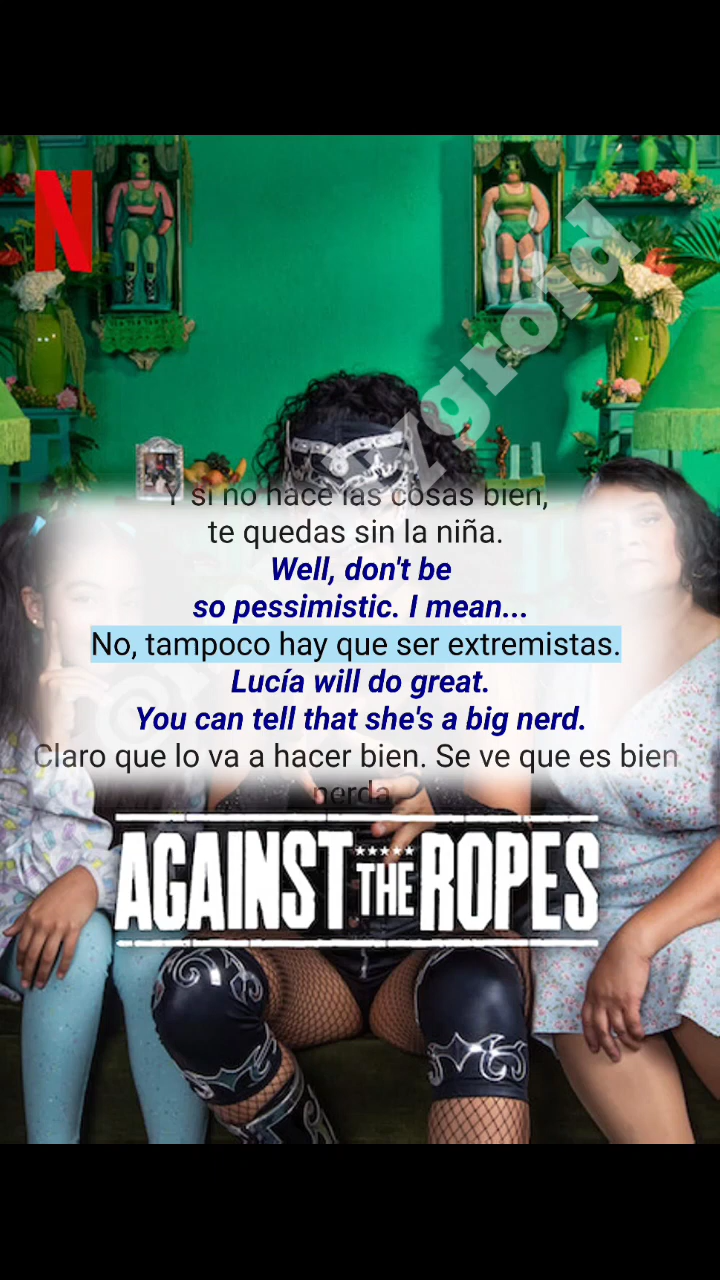 N
zygroid
Y si no hace las cosas bien,
te quedas sin la niña.
Well, don't be
so pessimistic. I mean...
No, tampoco hay que ser extremistas.
Lucía will do great.
You can tell that she's a big nerd.
Claro que lo va a hacer bien. Se ve que es bien
nerda.
AGAINST THE ROPES